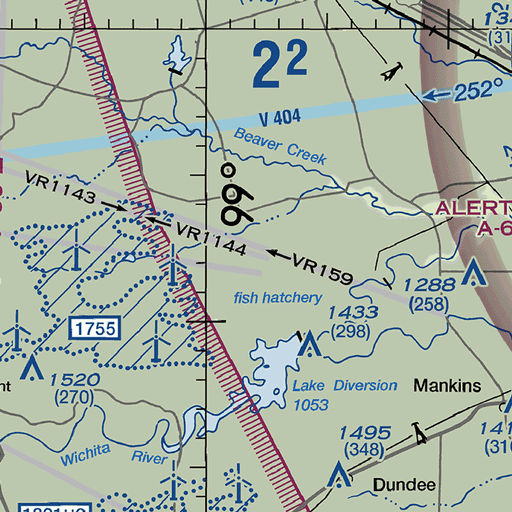 2²
V 404
252°
Beaver Creek
VR1143
99°
ALERT
A-6
VR1144
VR159
1288
(258)
fish hatchery
1433
(298)
1755
1520
(270)
Lake Diversion
1053
Mankins
Wichita River
1495
(348)
Dundee